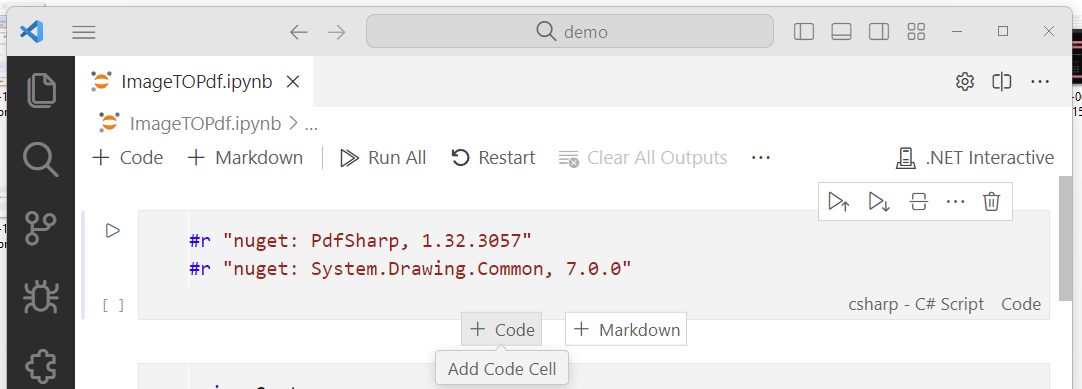 demo
ImageTOPdf.ipynb
ImageTOPdf.ipynb > ...
+ Code + Markdown Run All Restart Clear All Outputs ... .NET Interactive
#r "nuget: PdfSharp, 1.32.3057"
#r "nuget: System.Drawing.Common, 7.0.0"
[ ]
csharp - C# Script Code
+ Code + Markdown
Add Code Cell